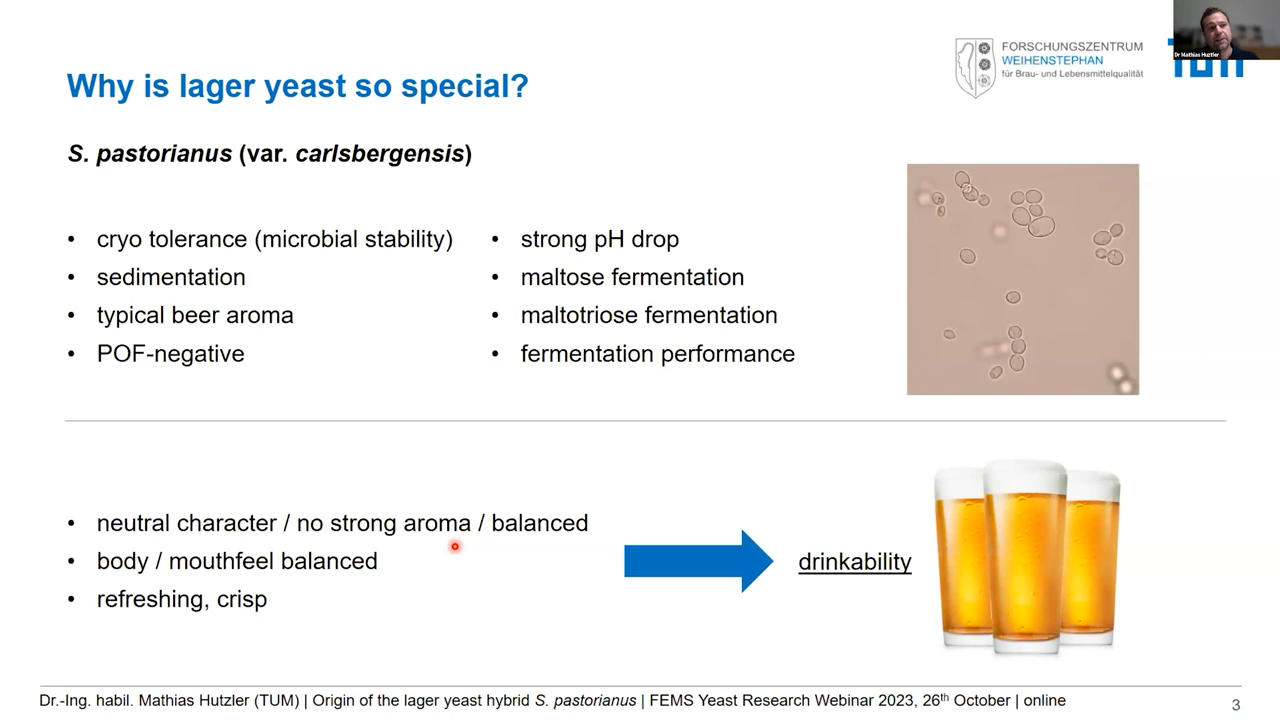 FORSCHUNGSZENTRUM
WEIHENSTEPHAN
für Brau- und Lebensmittelqualität
Dr Mathias Hutzler
Why is lager yeast so special?
S. pastorianus (var. carlsbergensis)
• cryo tolerance (microbial stability)
• sedimentation
• typical beer aroma
• POF-negative
• strong pH drop
• maltose fermentation
• maltotriose fermentation
• fermentation performance
• neutral character / no strong aroma / balanced
• body / mouthfeel balanced
• refreshing, crisp
drinkability
Dr.-Ing. habil. Mathias Hutzler (TUM) | Origin of the lager yeast hybrid S. pastorianus | FEMS Yeast Research Webinar 2023, 26th October | online
3